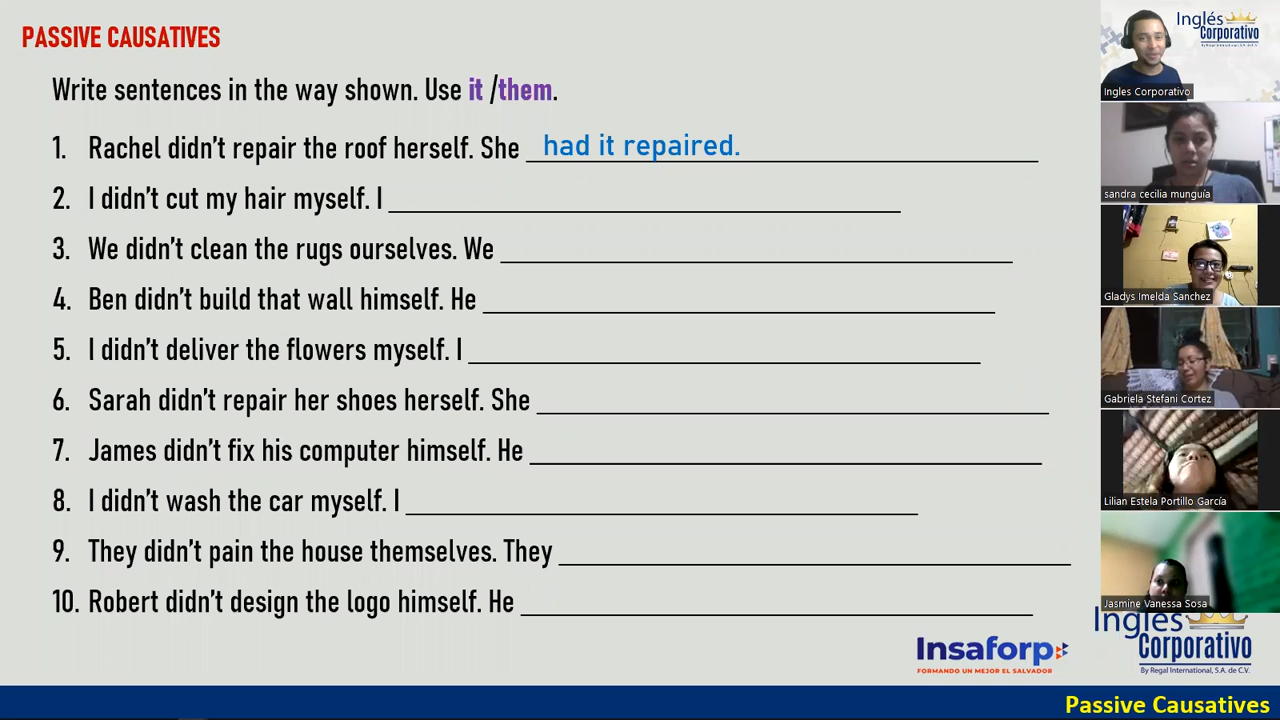 PASSIVE CAUSATIVES
Write sentences in the way shown. Use it /them.
1. Rachel didn't repair the roof herself. She had it repaired.
2. I didn't cut my hair myself. I
3. We didn't clean the rugs ourselves. We
4. Ben didn't build that wall himself. He
5. I didn't deliver the flowers myself. I
6. Sarah didn't repair her shoes herself. She
7. James didn't fix his computer himself. He
8. I didn't wash the car myself. I
9. They didn't pain the house themselves. They
10. Robert didn't design the logo himself. He
Insaforp
FORMANDO UN MEJOR EL SALVADOR
Inglés
Corporativo
By Regal International, S.A. de C.V.
Passive Causatives
Inglés
Corporativo
By Regal International, S.A. de C.V.
Ingles Corporativo
sandra cecilia munguía
Gladys Imelda Sanchez
Gabriela Stefani Cortez
Lilian Estela Portillo García
Jasmine Vanessa Sosa